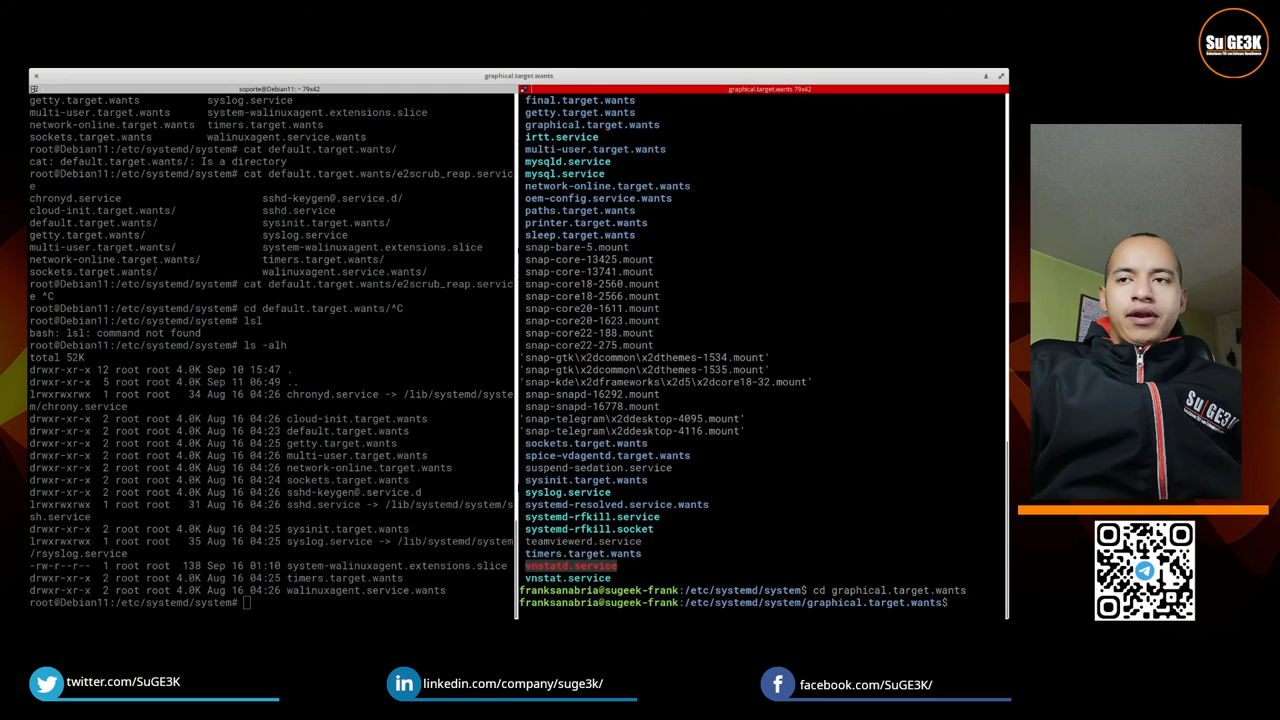 Su GE3K
graphical.target.wants
soporte@Debian11: ~ 79x42
getty.target.wants syslog.service
multi-user.target.wants system-walinuxagent.extensions.slice
network-online.target.wants timers.target.wants
sockets.target.wants walinuxagent.service.wants
root@Debian11:/etc/systemd/system# cat default.target.wants/
cat: default.target.wants/: Is a directory
root@Debian11:/etc/systemd/system# cat default.target.wants/e2scrub_reap.servic
e
chronyd.service sshd-keygen@.service.d/
cloud-init.target.wants/ sshd.service
default.target.wants/ sysinit.target.wants/
getty.target.wants/ syslog.service
multi-user.target.wants/ system-walinuxagent.extensions.slice
network-online.target.wants/ timers.target.wants/
sockets.target.wants/ walinuxagent.service.wants/
root@Debian11:/etc/systemd/system# cat default.target.wants/e2scrub_reap.servic
e ^C
root@Debian11:/etc/systemd/system# cd default.target.wants/^C
root@Debian11:/etc/systemd/system# lsl
bash: lsl: command not found
root@Debian11:/etc/systemd/system# ls -alh
total 52K
drwxr-xr-x 12 root root 4.0K Sep 10 15:47 .
drwxr-xr-x 5 root root 4.0K Sep 11 06:49 ..
lrwxrwxrwx 1 root root 34 Aug 16 04:26 chronyd.service -> /lib/systemd/syste
m/chrony.service
drwxr-xr-x 2 root root 4.0K Aug 16 04:26 cloud-init.target.wants
drwxr-xr-x 2 root root 4.0K Aug 16 04:23 default.target.wants
drwxr-xr-x 2 root root 4.0K Aug 16 04:25 getty.target.wants
drwxr-xr-x 2 root root 4.0K Aug 16 04:26 multi-user.target.wants
drwxr-xr-x 2 root root 4.0K Aug 16 04:26 network-online.target.wants
drwxr-xr-x 2 root root 4.0K Aug 16 04:24 sockets.target.wants
drwxr-xr-x 2 root root 4.0K Aug 16 04:26 sshd-keygen@.service.d
lrwxrwxrwx 1 root root 31 Aug 16 04:26 sshd.service -> /lib/systemd/system/s
sh.service
drwxr-xr-x 2 root root 4.0K Aug 16 04:25 sysinit.target.wants
lrwxrwxrwx 1 root root 35 Aug 16 04:25 syslog.service -> /lib/systemd/system
/rsyslog.service
-rw-r--r-- 1 root root 138 Sep 16 01:10 system-walinuxagent.extensions.slice
drwxr-xr-x 2 root root 4.0K Aug 16 04:25 timers.target.wants
drwxr-xr-x 2 root root 4.0K Aug 16 04:26 walinuxagent.service.wants
root@Debian11:/etc/systemd/system#
graphical.target.wants 79x42
final.target.wants
getty.target.wants
graphical.target.wants
irtt.service
multi-user.target.wants
mysqld.service
mysql.service
network-online.target.wants
oem-config.service.wants
paths.target.wants
printer.target.wants
sleep.target.wants
snap-bare-5.mount
snap-core-13425.mount
snap-core-13741.mount
snap-core18-2560.mount
snap-core18-2566.mount
snap-core20-1611.mount
snap-core20-1623.mount
snap-core22-188.mount
snap-core22-275.mount
'snap-gtk\x2dcommon\x2dthemes-1534.mount'
'snap-gtk\x2dcommon\x2dthemes-1535.mount'
'snap-kde\x2dframeworks\x2d5\x2dcore18-32.mount'
snap-snapd-16292.mount
snap-snapd-16778.mount
'snap-telegram\x2ddesktop-4095.mount'
'snap-telegram\x2ddesktop-4116.mount'
sockets.target.wants
spice-vdagentd.target.wants
suspend-sedation.service
sysinit.target.wants
syslog.service
systemd-resolved.service.wants
systemd-rfkill.service
systemd-rfkill.socket
teamviewerd.service
timers.target.wants
vnstatd.service
vnstat.service
franksanabria@sugeek-frank:/etc/systemd/system$ cd graphical.target.wants
franksanabria@sugeek-frank:/etc/systemd/system/graphical.target.wants$
SuGE3K
twitter.com/SuGE3K
linkedin.com/company/suge3k/
facebook.com/SuGE3K/